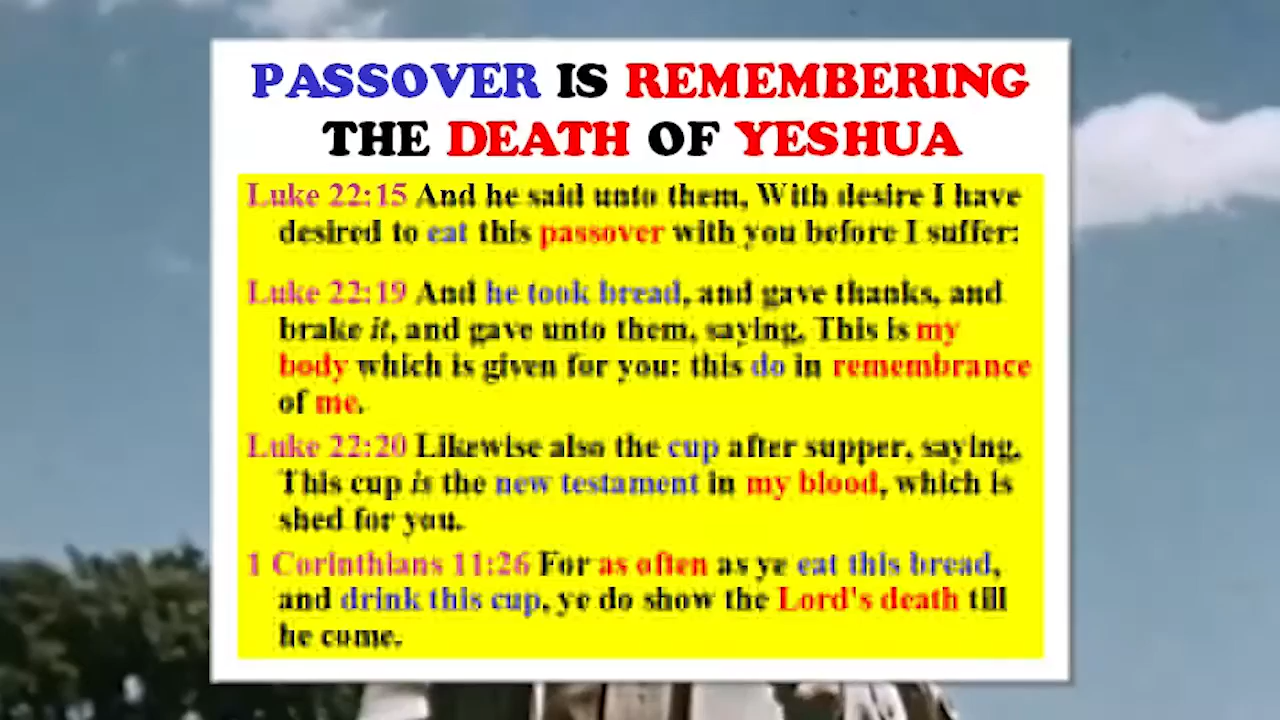 PASSOVER IS REMEMBERING
THE DEATH OF YESHUA
Luke 22:15 And he said unto them, With desire I have
desired to eat this passover with you before I suffer:
Luke 22:19 And he took bread, and gave thanks, and
brake it, and gave unto them, saying, This is my
body which is given for you: this do in remembrance
of me.
Luke 22:20 Likewise also the cup after supper, saying,
This cup is the new testament in my blood, which is
shed for you.
1 Corinthians 11:26 For as often as ye eat this bread,
and drink this cup, ye do show the Lord's death till
he come.